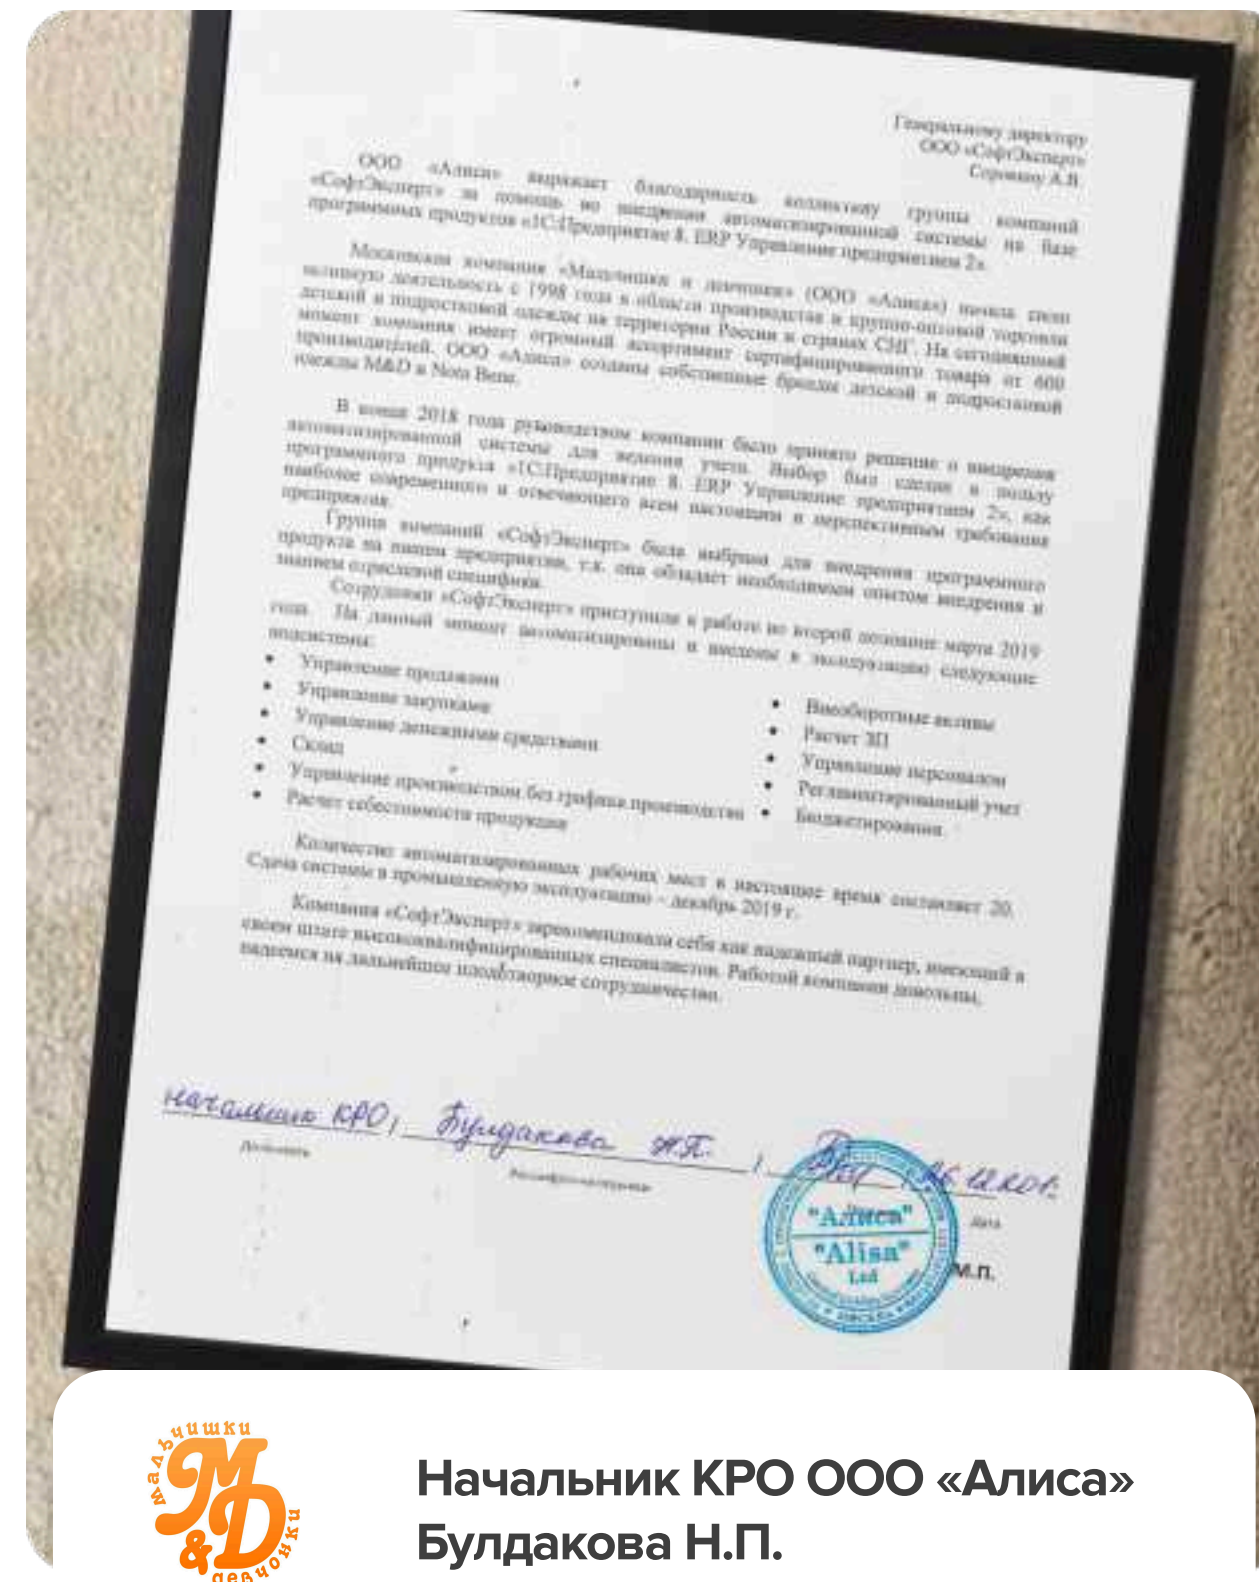 Генеральному директору
ООО «СофтЭксперт»
Сорокину А.В.
ООО «Алиса» выражает благодарность коллективу группы компаний
«СофтЭксперт» за помощь во внедрении автоматизированной системы на базе
программных продуктов «1С:Предприятие 8. ERP Управление предприятием 2».
Московская компания «Мальчишки и девчонки» (ООО «Алиса») начала свою
активную деятельность с 1998 года в области производства и крупно-оптовой торговли
детской и подростковой одежды на территории России и странах СНГ. На сегодняшний
момент компания имеет огромный ассортимент сертифицированного товара от 600
производителей. ООО «Алиса» созданы собственные бренды детской и подростковой
одежды M&D и Nota Bene.
В конце 2018 года руководством компании было принято решение о внедрении
автоматизированной системы для ведения учета. Выбор был сделан в пользу
программного продукта «1С:Предприятие 8. ERP Управление предприятием 2», как
наиболее современного и отвечающего всем настоящим и перспективным требования
предприятия.
Группа компаний «СофтЭксперт» была выбрана для внедрения программного
продукта на нашем предприятии, т.к. она обладает необходимым опытом внедрения и
знанием отраслевой специфики.
Сотрудники «СофтЭксперт» приступили к работе во второй половине марта 2019
года. На данный момент автоматизированы и введены в эксплуатацию следующие
подсистемы:
• Управление продажами
• Управление закупками
• Управление денежными средствами
• Склад
• Управление производством без графика производства
• Расчет себестоимости продукции
• Внеоборотные активы
• Расчет ЗП
• Управление персоналом
• Регламентированный учет
• Бюджетирования
Количество автоматизированных рабочих мест в настоящее время составляет 20.
Сдача системы в промышленную эксплуатацию – декабрь 2019 г.
Компания «СофтЭксперт» зарекомендовала себя как надежный партнер, имеющий в
своем штате высококвалифицированных специалистов. Работой компании довольны,
надеемся на дальнейшее плодотворное сотрудничество.
начальник КРО, Булдакова Н.П.
Должность
Расшифровка подписи
Дата
"Алиса"
"Alisa"
Ltd
М.П.
мальчишки
M&D
девчонки
Начальник КРО ООО «Алиса»
Булдакова Н.П.